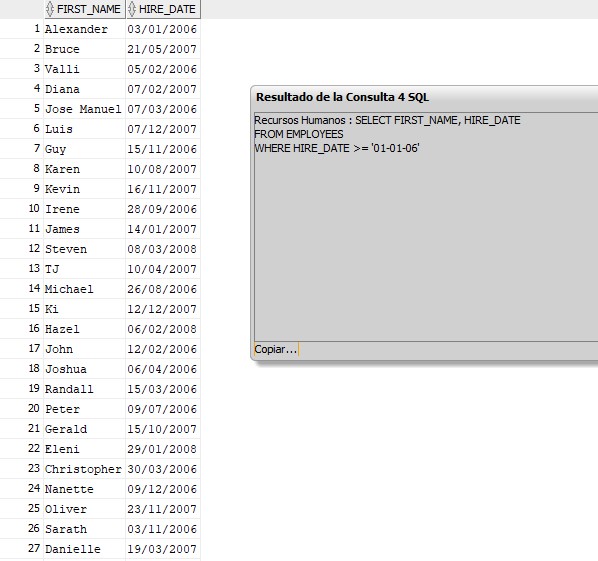 FIRST_NAME HIRE_DATE
1 Alexander 03/01/2006
2 Bruce 21/05/2007
3 Valli 05/02/2006
4 Diana 07/02/2007
5 Jose Manuel 07/03/2006
6 Luis 07/12/2007
7 Guy 15/11/2006
8 Karen 10/08/2007
9 Kevin 16/11/2007
10 Irene 28/09/2006
11 James 14/01/2007
12 Steven 08/03/2008
13 TJ 10/04/2007
14 Michael 26/08/2006
15 Ki 12/12/2007
16 Hazel 06/02/2008
17 John 12/02/2006
18 Joshua 06/04/2006
19 Randall 15/03/2006
20 Peter 09/07/2006
21 Gerald 15/10/2007
22 Eleni 29/01/2008
23 Christopher 30/03/2006
24 Nanette 09/12/2006
25 Oliver 23/11/2007
26 Sarath 03/11/2006
27 Danielle 19/03/2007
Resultado de la Consulta 4 SQL
Recursos Humanos : SELECT FIRST_NAME, HIRE_DATE
FROM EMPLOYEES
WHERE HIRE_DATE >= '01-01-06'
Copiar...